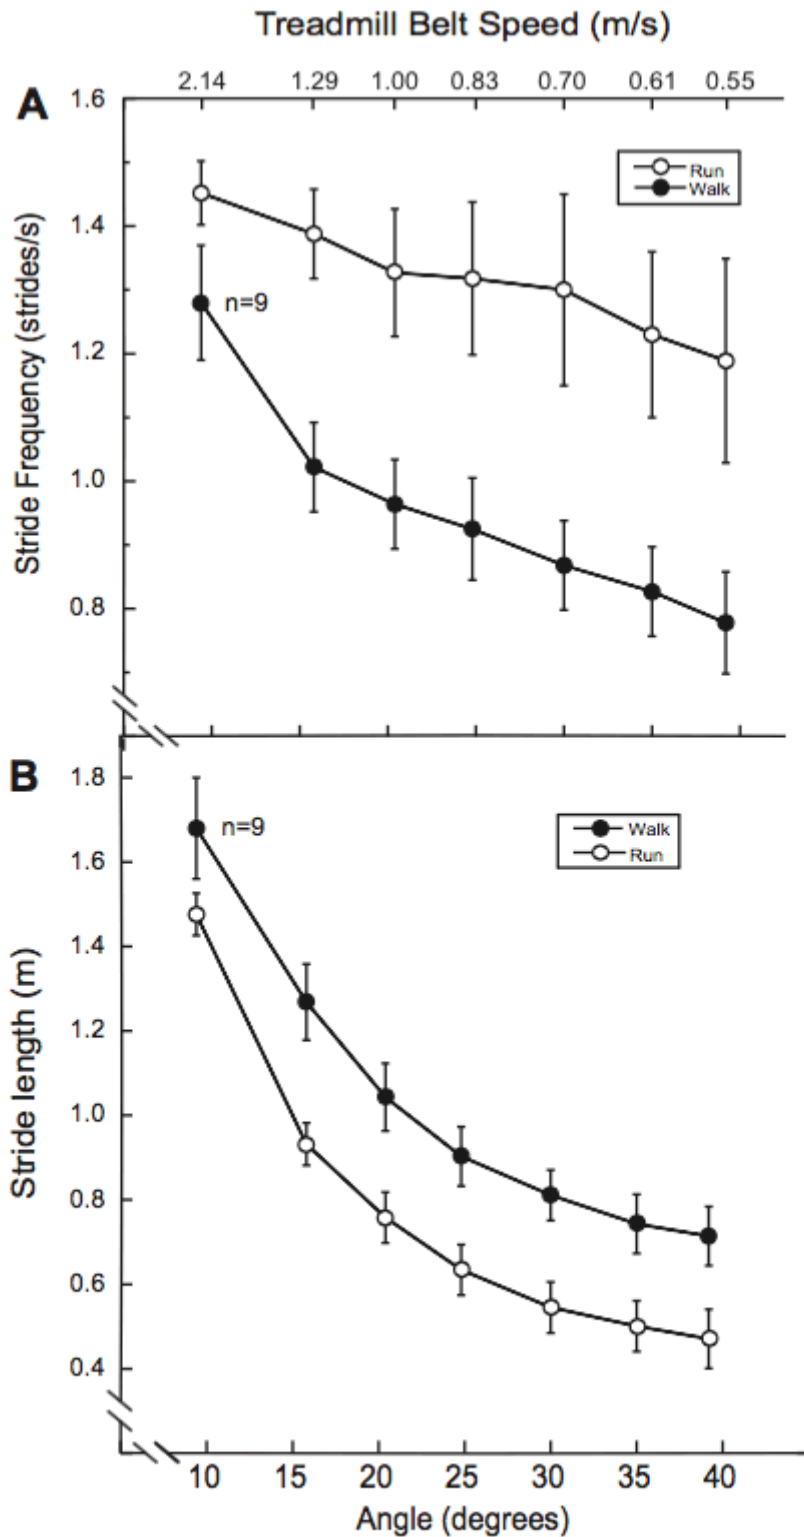 Treadmill Belt Speed (m/s)
A
2.14 1.29 1.00 0.83 0.70 0.61 0.55
1.6
Run
Walk
1.4
n=9
1.2
1.0
0.8
Stride Frequency (strides/s)
B
1.8
n=9
Walk
Run
1.6
1.4
1.2
1.0
0.8
0.6
0.4
Stride length (m)
10 15 20 25 30 35 40
Angle (degrees)